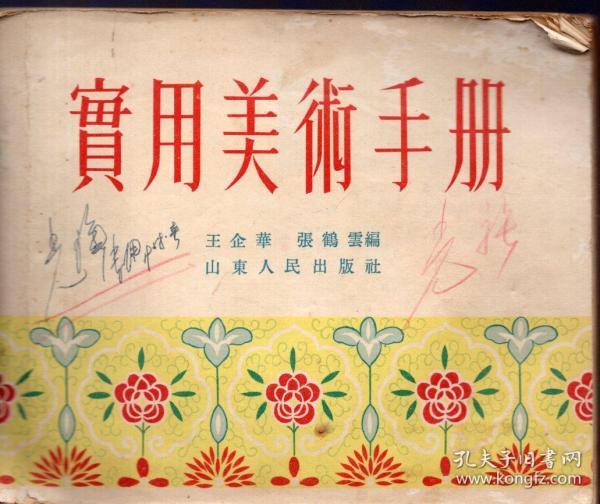 實用美術手册
王企華 張鶴雲編
山東人民出版社
孔夫子旧书网
www.kongfz.com